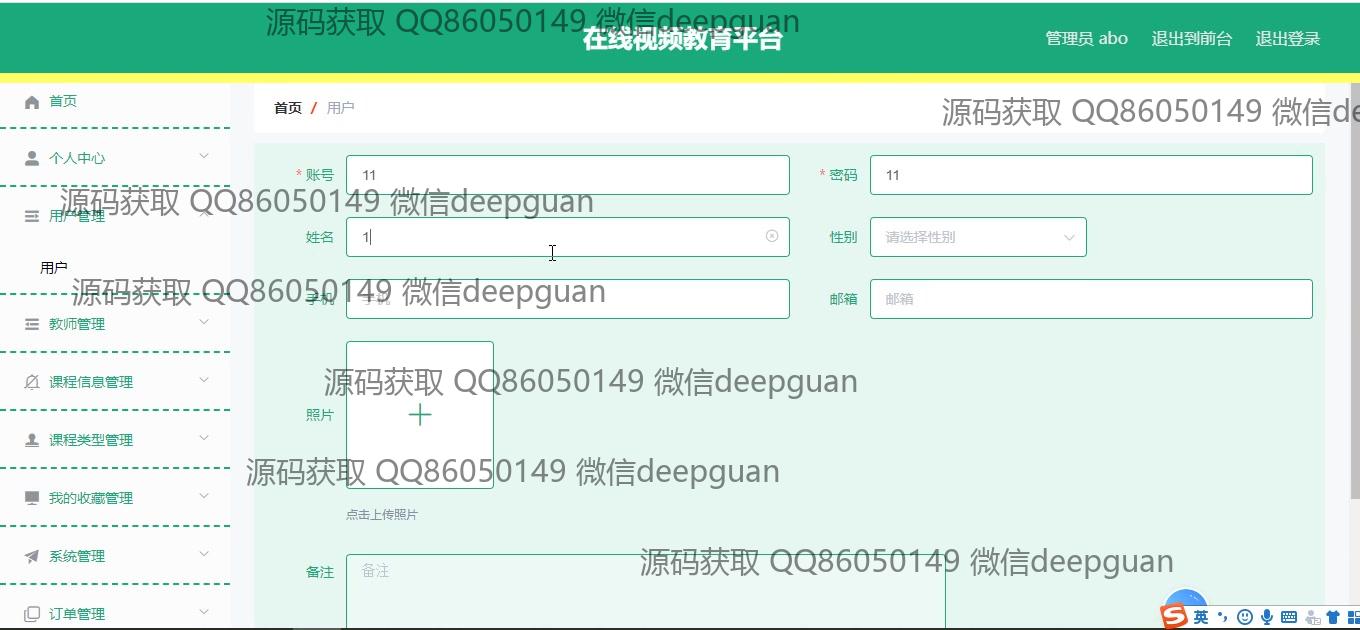 源码获取 QQ86050149 微信deepguan
在线视频教育平台
管理员 abo 退出到前台 退出登录
首页
首页 / 用户
源码获取 QQ86050149 微信de
个人中心
* 账号 11
* 密码 11
源码获取 QQ86050149 微信deepguan
用户管理
姓名 1
性别 请选择性别
用户
源码获取 QQ86050149 微信deepguan
手机 手机
邮箱 邮箱
教师管理
课程信息管理
源码获取 QQ86050149 微信deepguan
照片
课程类型管理
源码获取 QQ86050149 微信deepguan
我的收藏管理
点击上传照片
系统管理
源码获取 QQ86050149 微信deepguan
备注 备注
订单管理
S 英